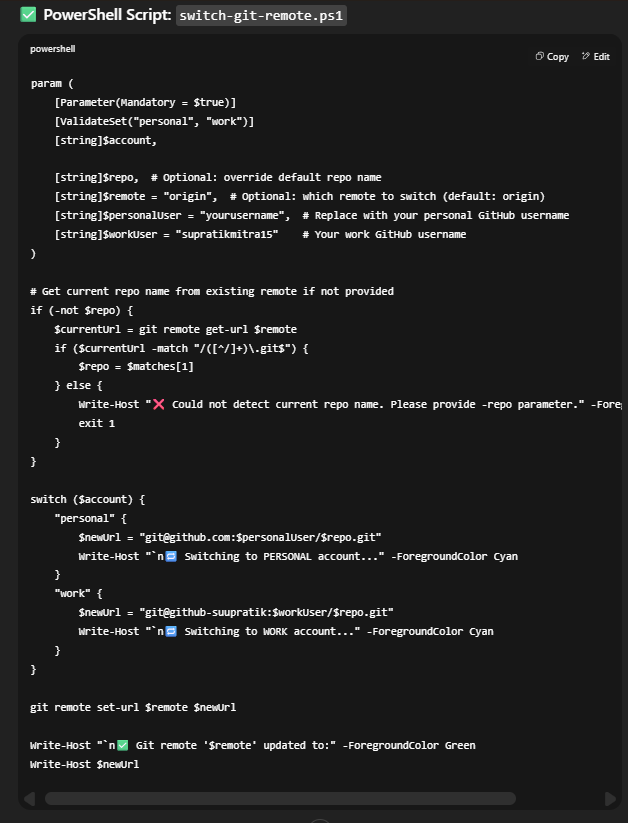 ✅ PowerShell Script: switch-git-remote.ps1
powershell
Copy Edit
param (
    [Parameter(Mandatory = $true)]
    [ValidateSet("personal", "work")]
    [string]$account,

    [string]$repo,  # Optional: override default repo name
    [string]$remote = "origin",  # Optional: which remote to switch (default: origin)
    [string]$personalUser = "yourusername",  # Replace with your personal GitHub username
    [string]$workUser = "supratikmitra15"    # Your work GitHub username
)

# Get current repo name from existing remote if not provided
if (-not $repo) {
    $currentUrl = git remote get-url $remote
    if ($currentUrl -match "/([^/]+)\.git$") {
        $repo = $matches[1]
    } else {
        Write-Host "❌ Could not detect current repo name. Please provide -repo parameter." -Fore
        exit 1
    }
}

switch ($account) {
    "personal" {
        $newUrl = "git@github.com:$personalUser/$repo.git"
        Write-Host "`n🔁 Switching to PERSONAL account..." -ForegroundColor Cyan
    }
    "work" {
        $newUrl = "git@github-suupratik:$workUser/$repo.git"
        Write-Host "`n🔁 Switching to WORK account..." -ForegroundColor Cyan
    }
}

git remote set-url $remote $newUrl

Write-Host "`n✅ Git remote '$remote' updated to:" -ForegroundColor Green
Write-Host $newUrl